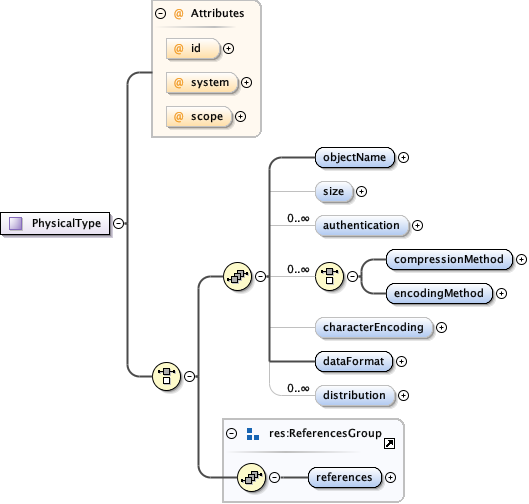 @ Attributes
@ id
@ system
@ scope
objectName
size
PhysicalType
0..∞
authentication
compressionMethod
0..∞
encodingMethod
characterEncoding
dataFormat
0..∞
distribution
res:ReferencesGroup
references